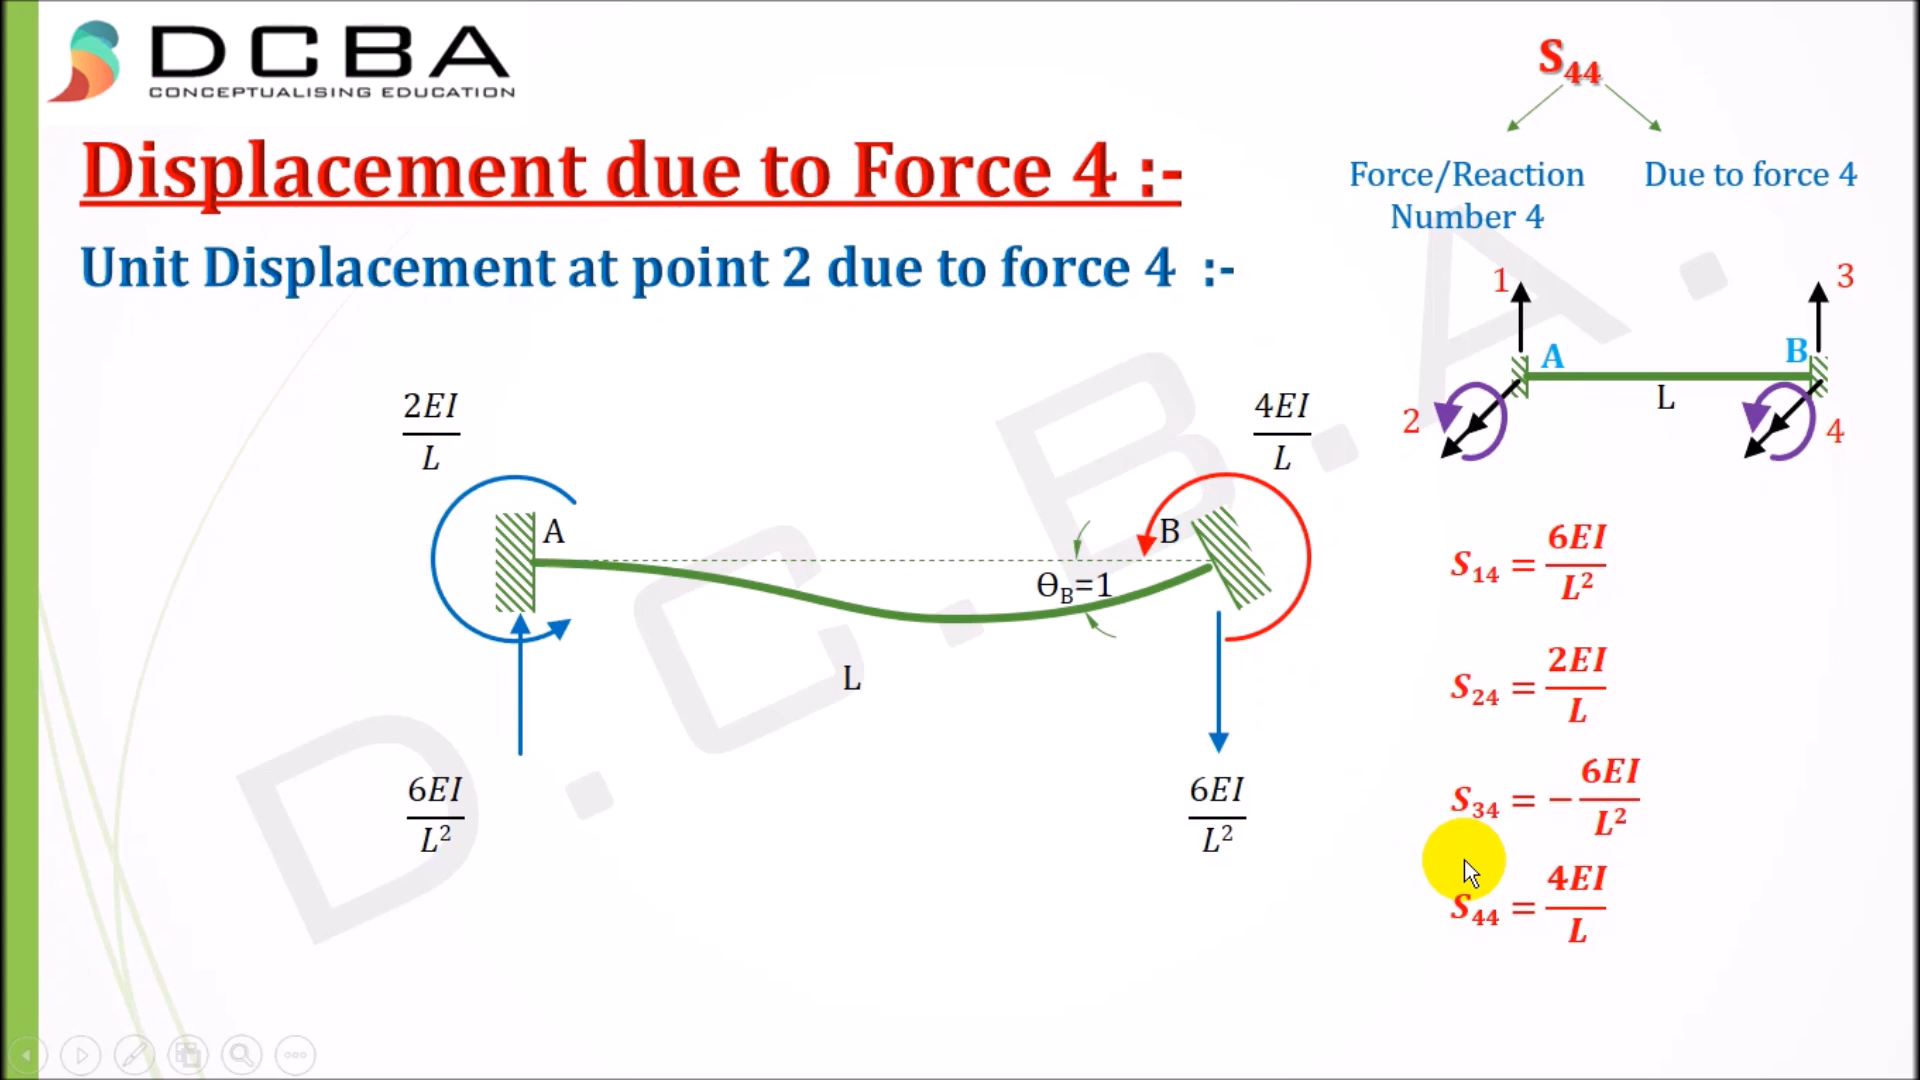 DCBA
CONCEPTUALISING EDUCATION
Displacement due to Force 4 :-
Unit Displacement at point 2 due to force 4 :-
S₄₄
Force/Reaction
Number 4
Due to force 4
1
3
A
B
L
2
4
2EI/L
4EI/L
A
B
ϴ_B=1
L
6EI/L²
6EI/L²
S₁₄ = 6EI/L²
S₂₄ = 2EI/L
S₃₄ = −6EI/L²
S₄₄ = 4EI/L
D.C.B.A.